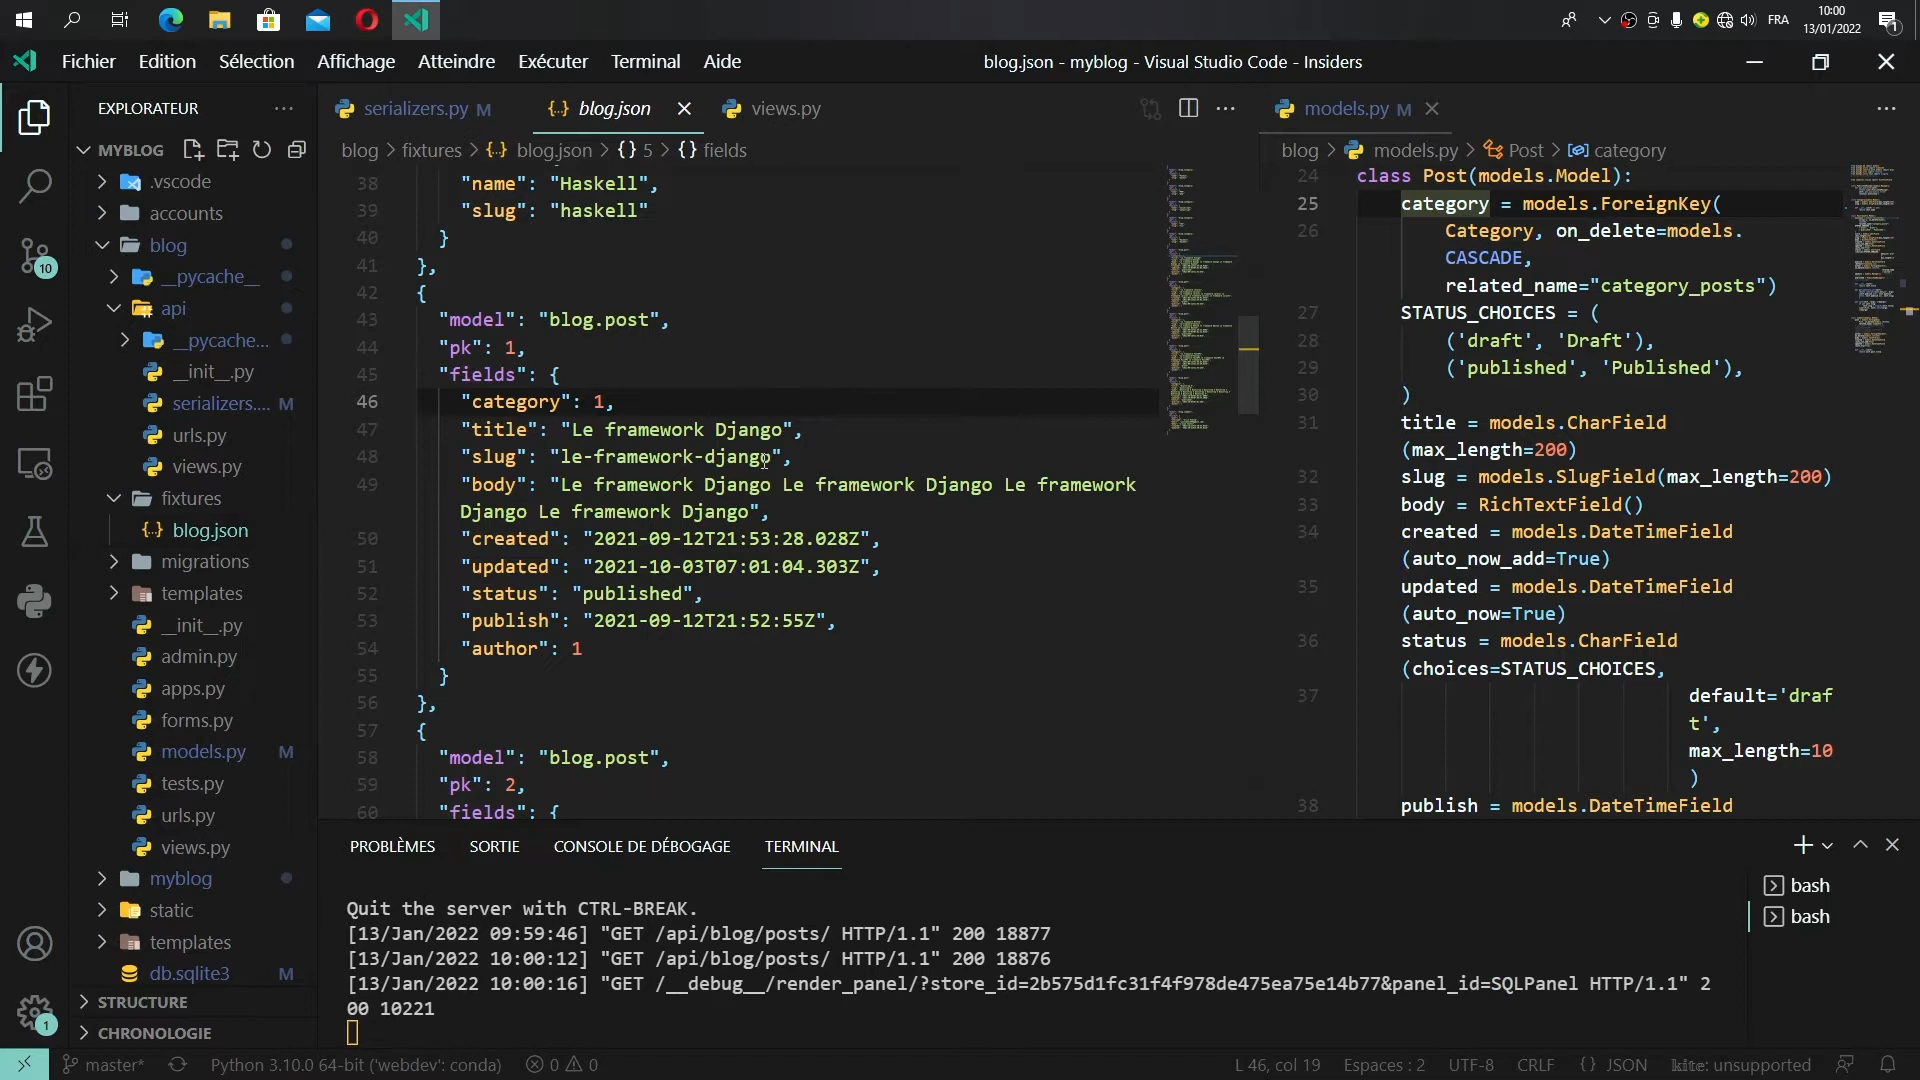 FRA
10:00
13/01/2022
1
Fichier Edition Sélection Affichage Atteindre Exécuter Terminal Aide
blog.json - myblog - Visual Studio Code - Insiders
EXPLORATEUR
MYBLOG
.vscode
accounts
blog
__pycache__
api
__pycache...
__init__.py
serializers.... M
urls.py
views.py
fixtures
blog.json
migrations
templates
__init__.py
admin.py
apps.py
forms.py
models.py M
tests.py
urls.py
views.py
myblog
static
templates
db.sqlite3 M
STRUCTURE
CHRONOLOGIE
10
1
serializers.py M
blog.json
views.py
blog > fixtures > {..} blog.json > {} 5 > {} fields
38 "name": "Haskell",
39 "slug": "haskell"
40 }
41 },
42 {
43 "model": "blog.post",
44 "pk": 1,
45 "fields": {
46 "category": 1,
47 "title": "Le framework Django",
48 "slug": "le-framework-django",
49 "body": "Le framework Django Le framework Django Le framework
Django Le framework Django",
50 "created": "2021-09-12T21:53:28.028Z",
51 "updated": "2021-10-03T07:01:04.303Z",
52 "status": "published",
53 "publish": "2021-09-12T21:52:55Z",
54 "author": 1
55 }
56 },
57 {
58 "model": "blog.post",
59 "pk": 2,
60 "fields": {
models.py M
blog > models.py > Post > category
24 class Post(models.Model):
25 category = models.ForeignKey(
26 Category, on_delete=models.
CASCADE,
related_name="category_posts")
27 STATUS_CHOICES = (
28 ('draft', 'Draft'),
29 ('published', 'Published'),
30 )
31 title = models.CharField
(max_length=200)
32 slug = models.SlugField(max_length=200)
33 body = RichTextField()
34 created = models.DateTimeField
(auto_now_add=True)
35 updated = models.DateTimeField
(auto_now=True)
36 status = models.CharField
(choices=STATUS_CHOICES,
37 default='draf
t',
max_length=10
)
38 publish = models.DateTimeField
PROBLÈMES SORTIE CONSOLE DE DÉBOGAGE TERMINAL
Quit the server with CTRL-BREAK.
[13/Jan/2022 09:59:46] "GET /api/blog/posts/ HTTP/1.1" 200 18877
[13/Jan/2022 10:00:12] "GET /api/blog/posts/ HTTP/1.1" 200 18876
[13/Jan/2022 10:00:16] "GET /__debug__/render_panel/?store_id=2b575d1fc31f4f978de475ea75e14b77&panel_id=SQLPanel HTTP/1.1" 2
00 10221
bash
bash
master* Python 3.10.0 64-bit ('webdev': conda) 0 0
L 46, col 19 Espaces : 2 UTF-8 CRLF {} JSON kite: unsupported